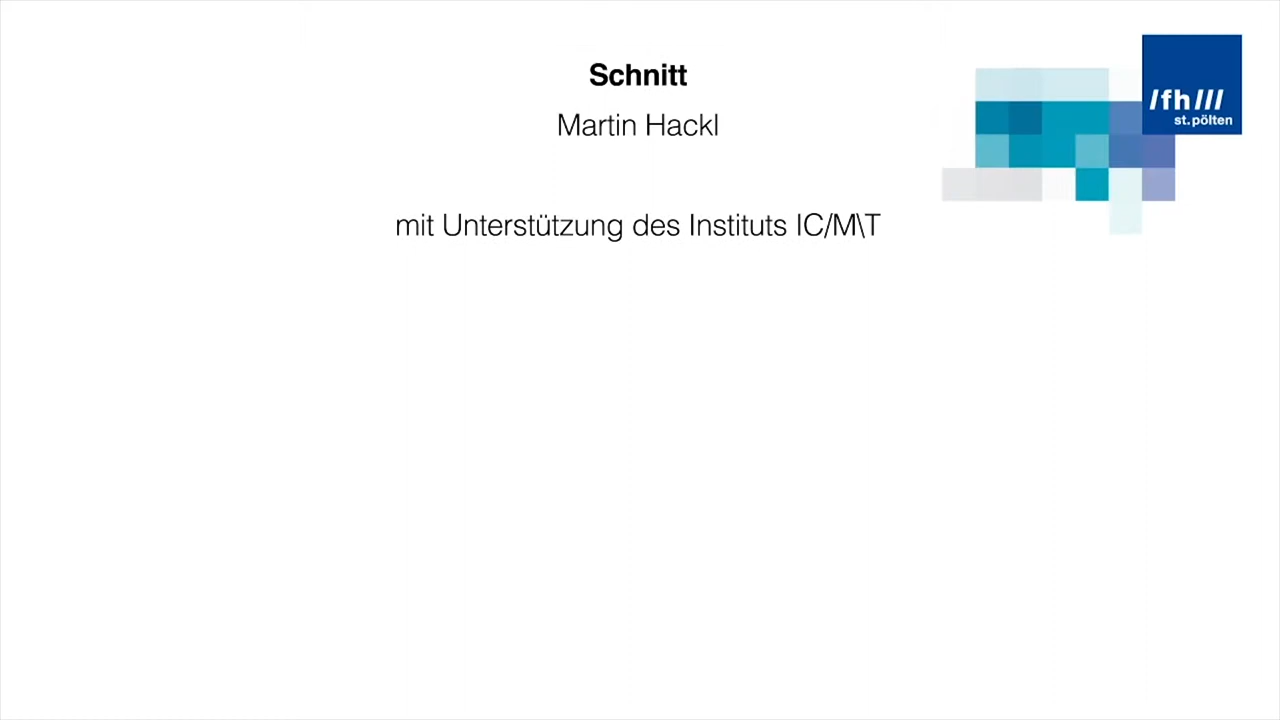 Schnitt
Martin Hackl
mit Unterstützung des Instituts IC/M\T
/fh///
st.pölten